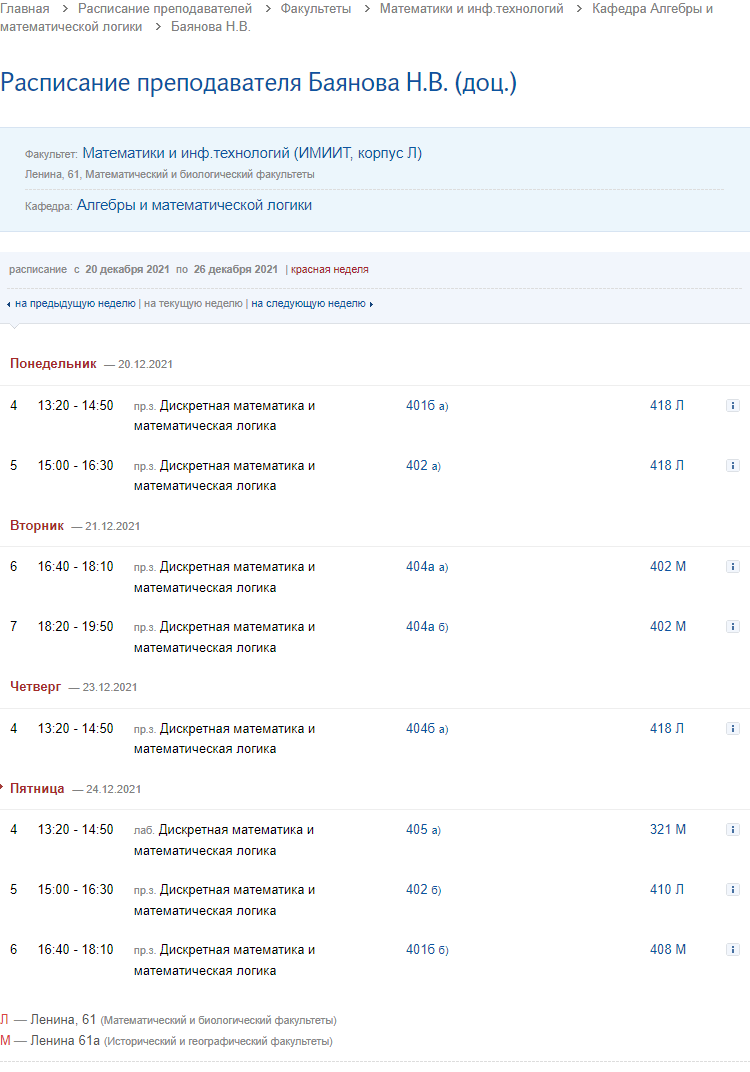 Главная > Расписание преподавателей > Факультеты > Математики и инф.технологий > Кафедра Алгебры и
математической логики > Баянова Н.В.
Расписание преподавателя Баянова Н.В. (доц.)
Факультет: Математики и инф.технологий (ИМИИТ, корпус Л)
Ленина, 61, Математический и биологический факультеты
Кафедра: Алгебры и математической логики
расписание с 20 декабря 2021 по 26 декабря 2021 | красная неделя
на предыдущую неделю | на текущую неделю | на следующую неделю
Понедельник — 20.12.2021
4 13:20 - 14:50 пр.з. Дискретная математика и 401б а) 418 Л i
математическая логика
5 15:00 - 16:30 пр.з. Дискретная математика и 402 а) 418 Л i
математическая логика
Вторник — 21.12.2021
6 16:40 - 18:10 пр.з. Дискретная математика и 404а а) 402 М i
математическая логика
7 18:20 - 19:50 пр.з. Дискретная математика и 404а б) 402 М i
математическая логика
Четверг — 23.12.2021
4 13:20 - 14:50 пр.з. Дискретная математика и 404б а) 418 Л i
математическая логика
Пятница — 24.12.2021
4 13:20 - 14:50 лаб. Дискретная математика и 405 а) 321 М i
математическая логика
5 15:00 - 16:30 пр.з. Дискретная математика и 402 б) 410 Л i
математическая логика
6 16:40 - 18:10 пр.з. Дискретная математика и 401б б) 408 М i
математическая логика
Л — Ленина, 61 (Математический и биологический факультеты)
М — Ленина 61а (Исторический и географический факультеты)